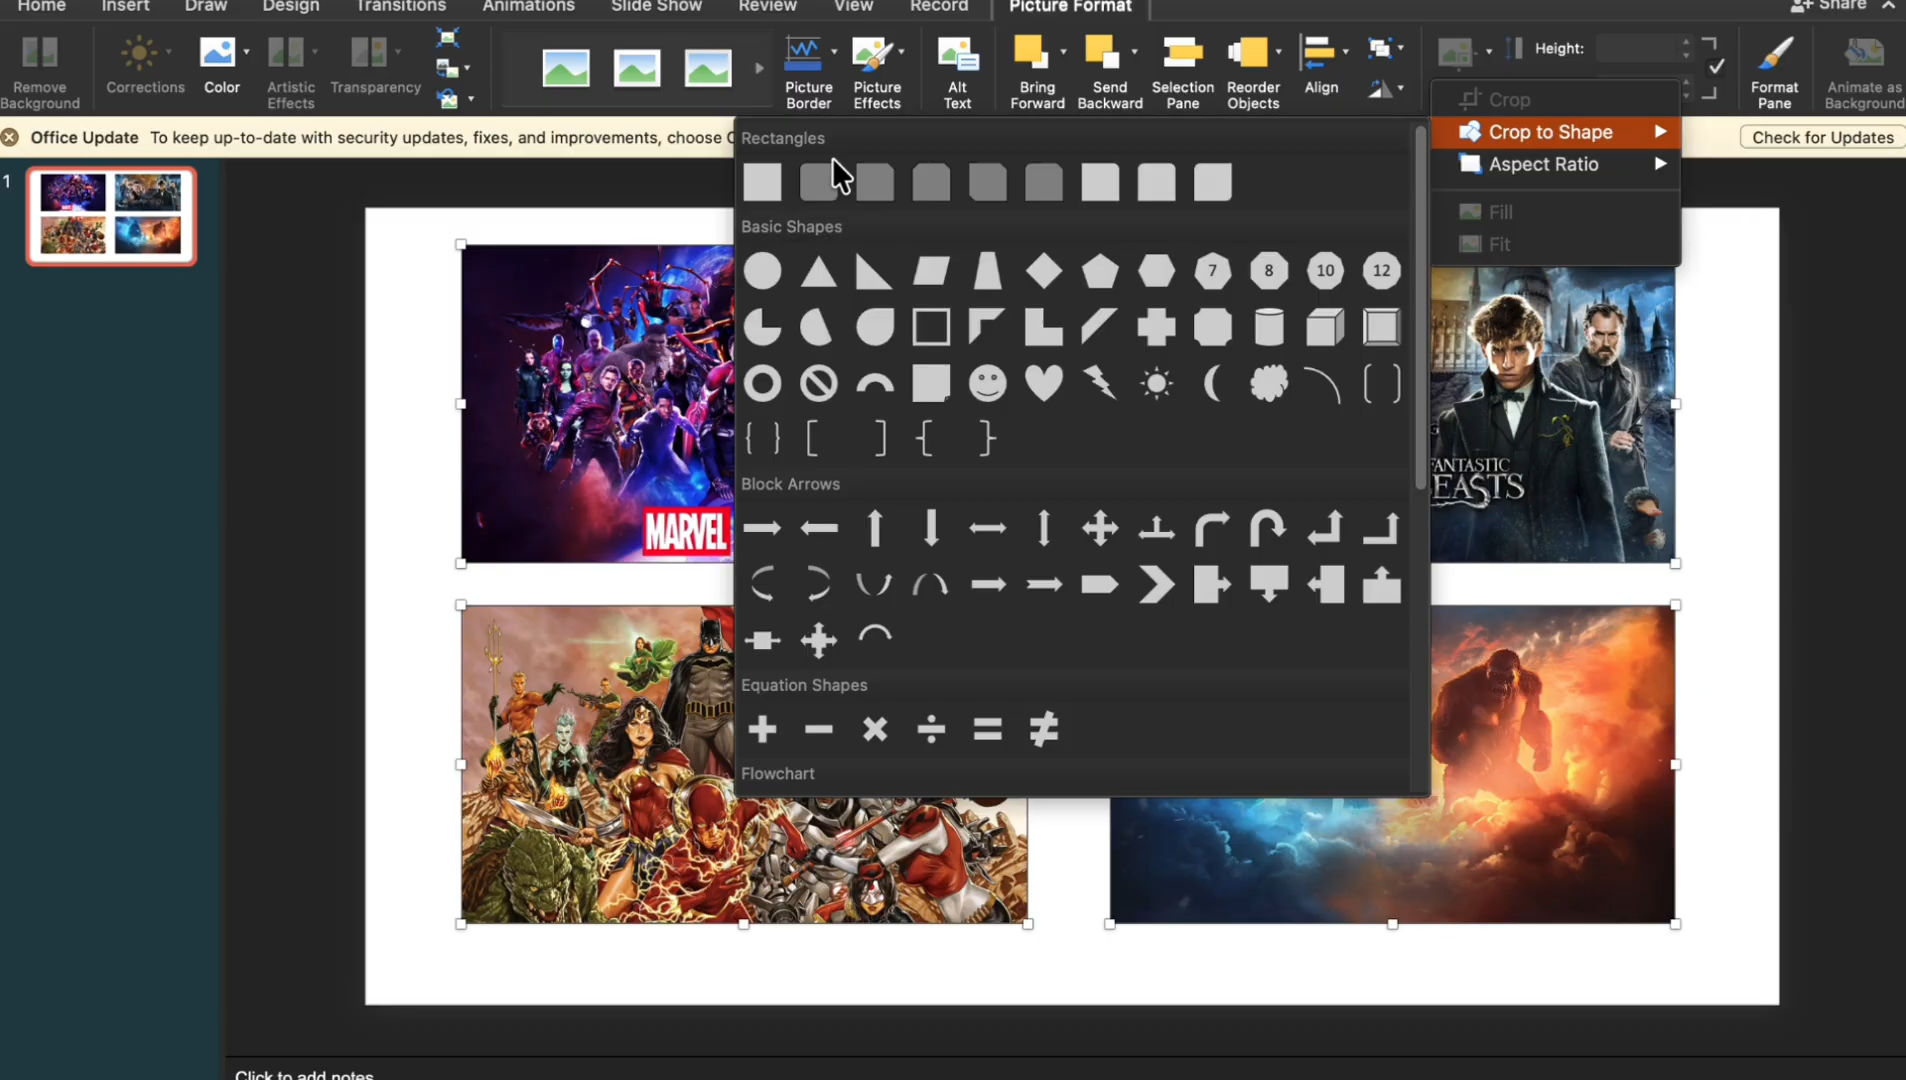 Home Insert Draw Design Transitions Animations Slide Show Review View Record Picture Format Share
Remove Background
Corrections
Color
Artistic Effects
Transparency
Picture Border
Picture Effects
Alt Text
Bring Forward
Send Backward
Selection Pane
Reorder Objects
Align
Height:
Format Pane
Animate as Background
Crop
Crop to Shape
Aspect Ratio
Fill
Fit
Office Update To keep up-to-date with security updates, fixes, and improvements, choose
Check for Updates
1
Rectangles
Basic Shapes
7 8 10 12
Block Arrows
Equation Shapes
Flowchart
MARVEL
FANTASTIC
BEASTS
Click to add notes